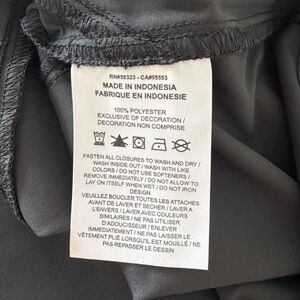 RN#56323 - CA#05553
MADE IN INDONESIA
FABRIQUE EN INDONESIE
100% POLYESTER
EXCLUSIVE OF DECORATION /
DECORATION NON COMPRISE
FASTEN ALL CLOSURES TO WASH AND DRY /
WASH INSIDE OUT / WASH WITH LIKE
COLORS / DO NOT USE SOFTENERS /
REMOVE IMMEDIATELY / DO NOT ALLOW TO
LAY ON ITSELF WHEN WET / DO NOT IRON
DESIGN
VEUILLEZ BOUCLER TOUTES LES ATTACHES
AVANT DE LAVER ET SECHER / LAVER A
L'ENVERS / LAVER AVEC COULEURS
SIMILAIRES / NE PAS UTILISER
D'ADOUCISSEUR / ENLEVER
IMMEDIATEMENT / NE PAS LAISSER LE
VÊTEMENT PLIÉ LORSQU'IL EST MOUILLÉ / NE
PAS REPASSER LE DESSIN